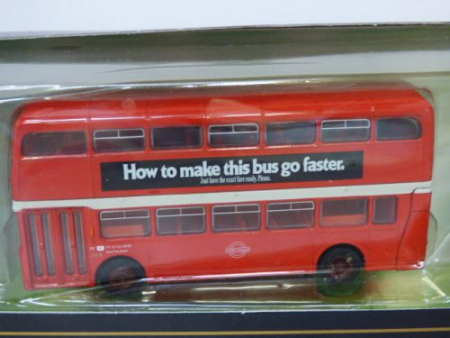 How to make this bus go faster.
Just have the exact fare ready. Please.